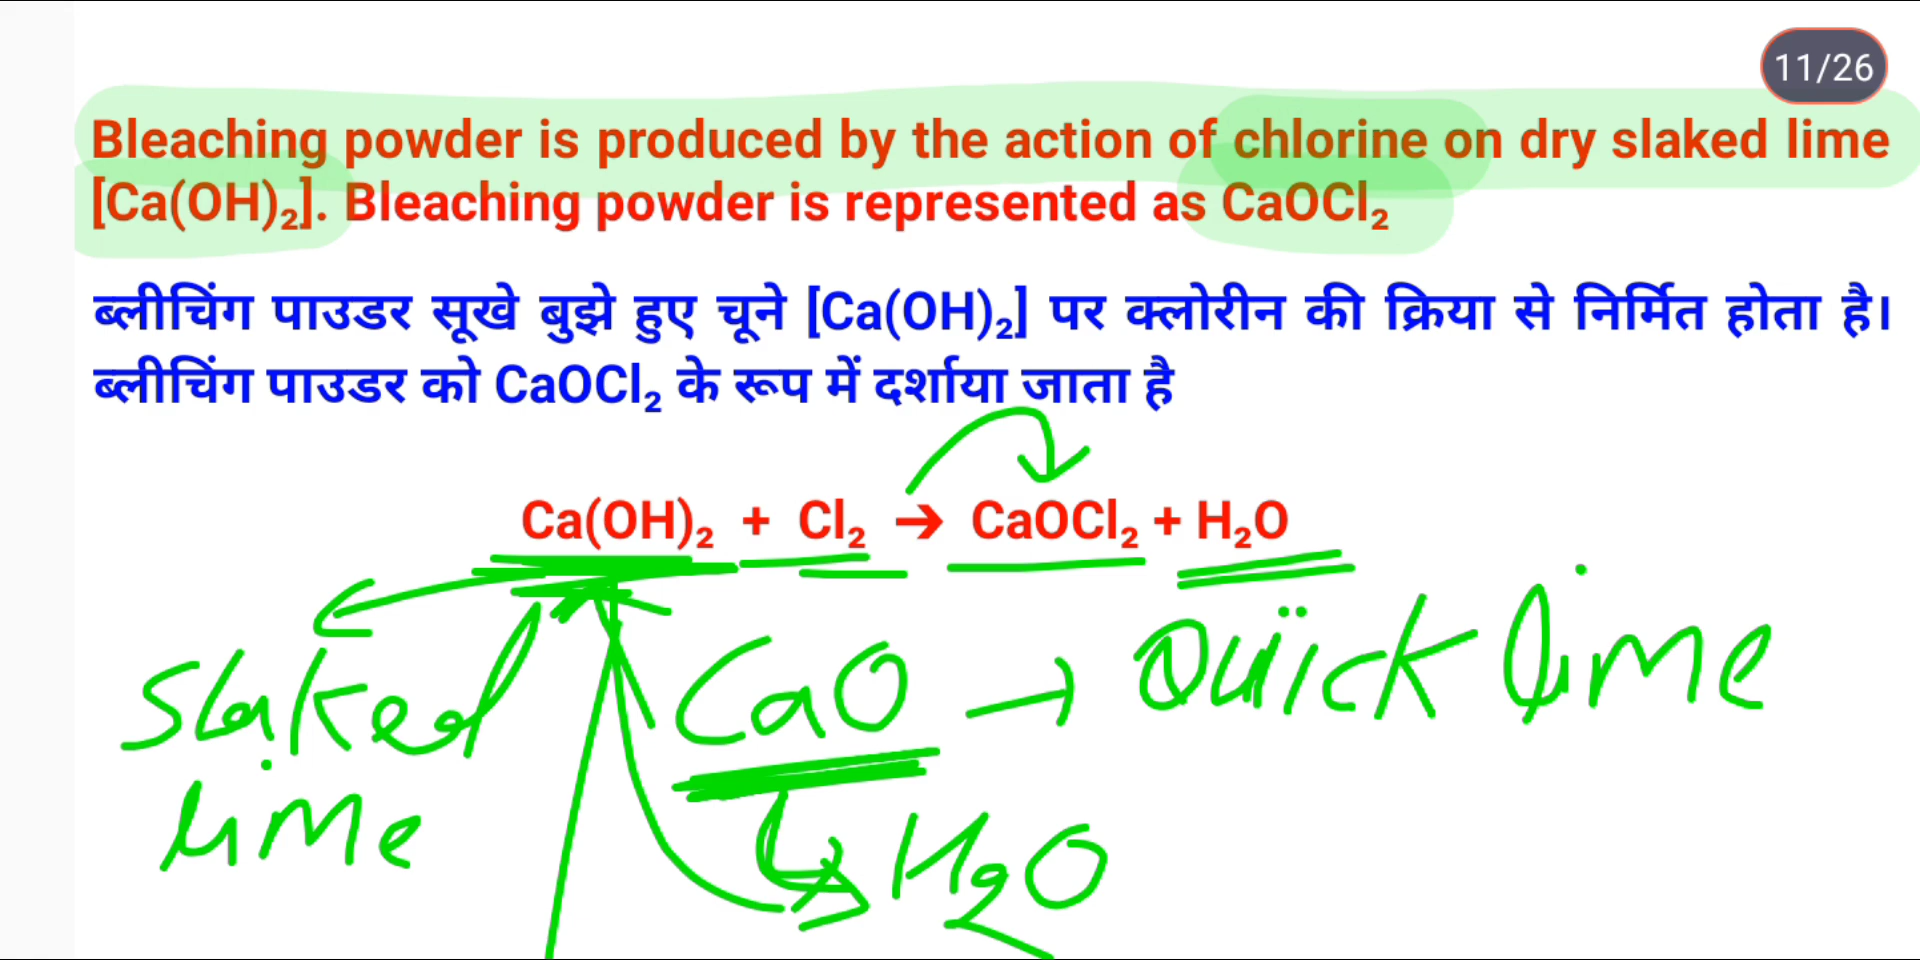 11/26
Bleaching powder is produced by the action of chlorine on dry slaked lime
[Ca(OH)₂]. Bleaching powder is represented as CaOCl₂
ब्लीचिंग पाउडर सूखे बुझे हुए चूने [Ca(OH)₂] पर क्लोरीन की क्रिया से निर्मित होता है।
ब्लीचिंग पाउडर को CaOCl₂ के रूप में दर्शाया जाता है
Ca(OH)₂ + Cl₂ → CaOCl₂ + H₂O
Slaked CaO → Quick lime
lime H₂O